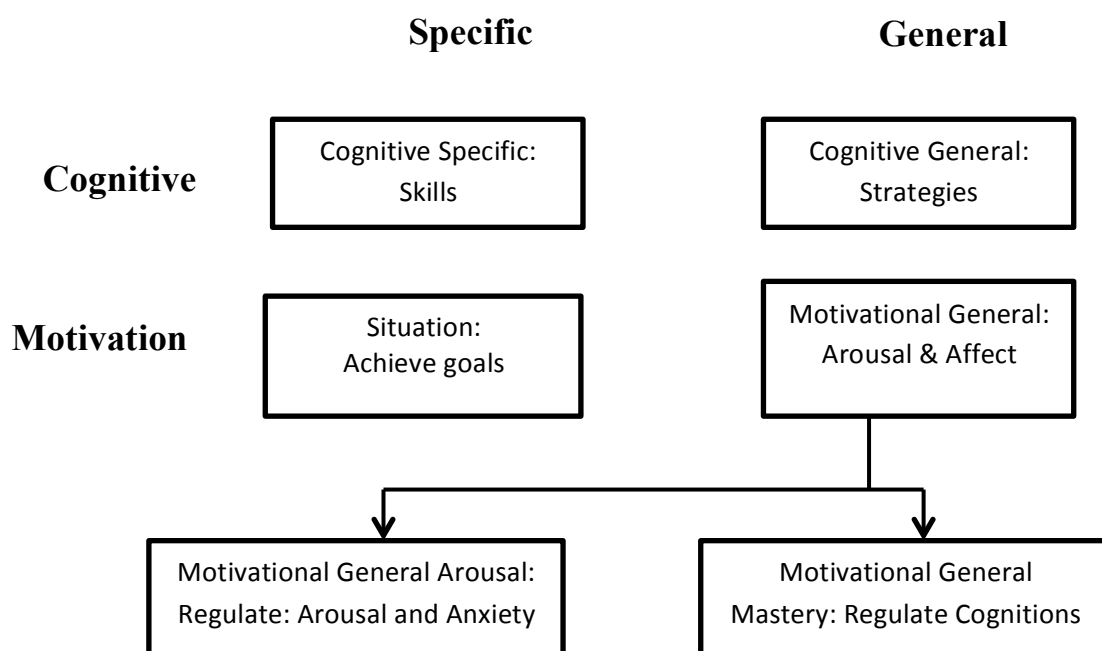 Specific
General
Cognitive
Cognitive Specific:
Skills
Cognitive General:
Strategies
Motivation
Situation:
Achieve goals
Motivational General:
Arousal & Affect
Motivational General Arousal:
Regulate: Arousal and Anxiety
Motivational General
Mastery: Regulate Cognitions